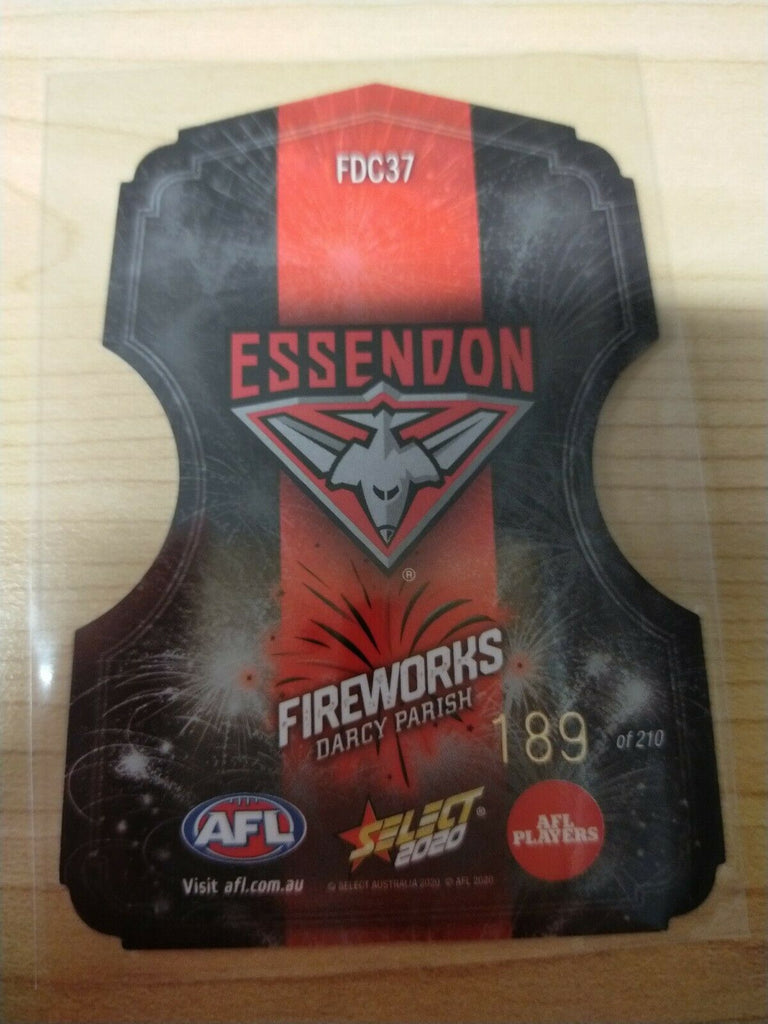 FDC37
ESSENDON
®
FIREWORKS
DARCY PARISH
189 of 210
AFL
SELECT ®
2020
AFL
PLAYERS
Visit afl.com.au
© SELECT AUSTRALIA 2020 © AFL 2020